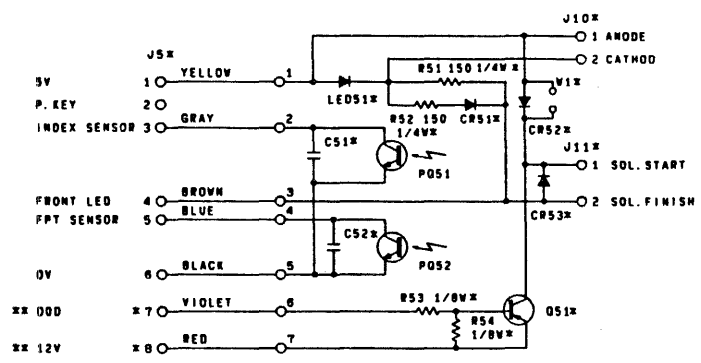 J10*
1 ANODE
J5*
2 CATHOD
5V 1 YELLOW 1
R51 150 1/4W*
W1*
LED51*
P.KEY 2
R52 150
1/4W*
CR51*
CR52*
INDEX SENSOR 3 GRAY 2
C51*
J11*
PQ51
1 SOL.START
FRONT LED 4 BROWN 3
2 SOL.FINISH
FPT SENSOR 5 BLUE 4
CR53*
C52*
PQ52
0V 6 BLACK 5
** OOD *7 VIOLET 6
R53 1/8W*
Q51*
R54
1/8W*
** 12V *8 RED 7